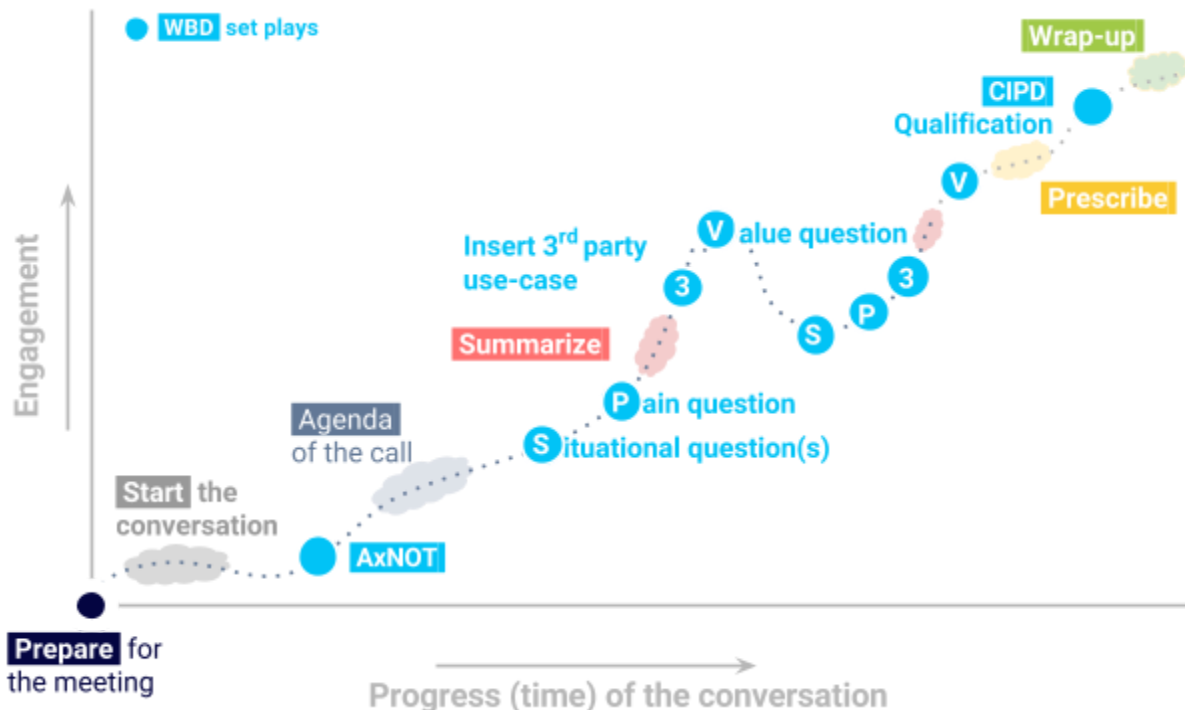 WBD set plays
Wrap-up
CIPD
Qualification
Prescribe
V
V alue question
Insert 3rd party
use-case
3
3
P
S
Summarize
P ain question
S ituational question(s)
Agenda
of the call
Start the
conversation
AxNOT
Prepare for
the meeting
Engagement
Progress (time) of the conversation